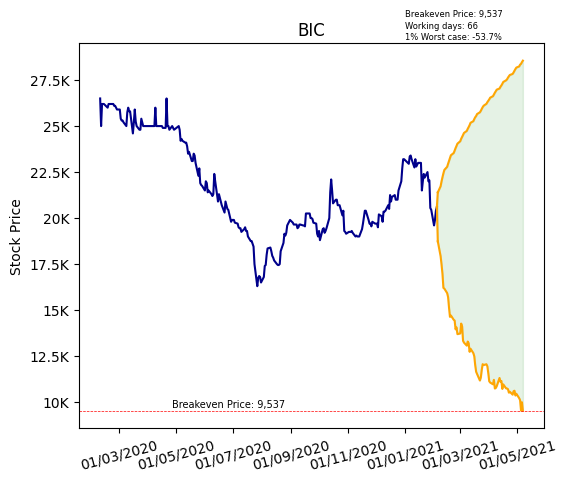 Breakeven Price: 9,537
Working days: 66
1% Worst case: -53.7%
BIC
Stock Price
27.5K
25K
22.5K
20K
17.5K
15K
12.5K
10K
Breakeven Price: 9,537
01/03/2020
01/05/2020
01/07/2020
01/09/2020
01/11/2020
01/01/2021
01/03/2021
01/05/2021